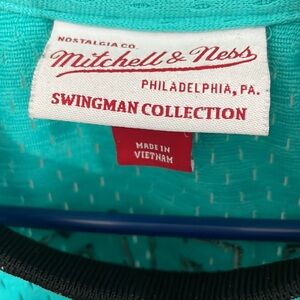 NOSTALGIA CO.
Mitchell & Ness
PHILADELPHIA, PA.
SWINGMAN COLLECTION
MADE IN
VIETNAM